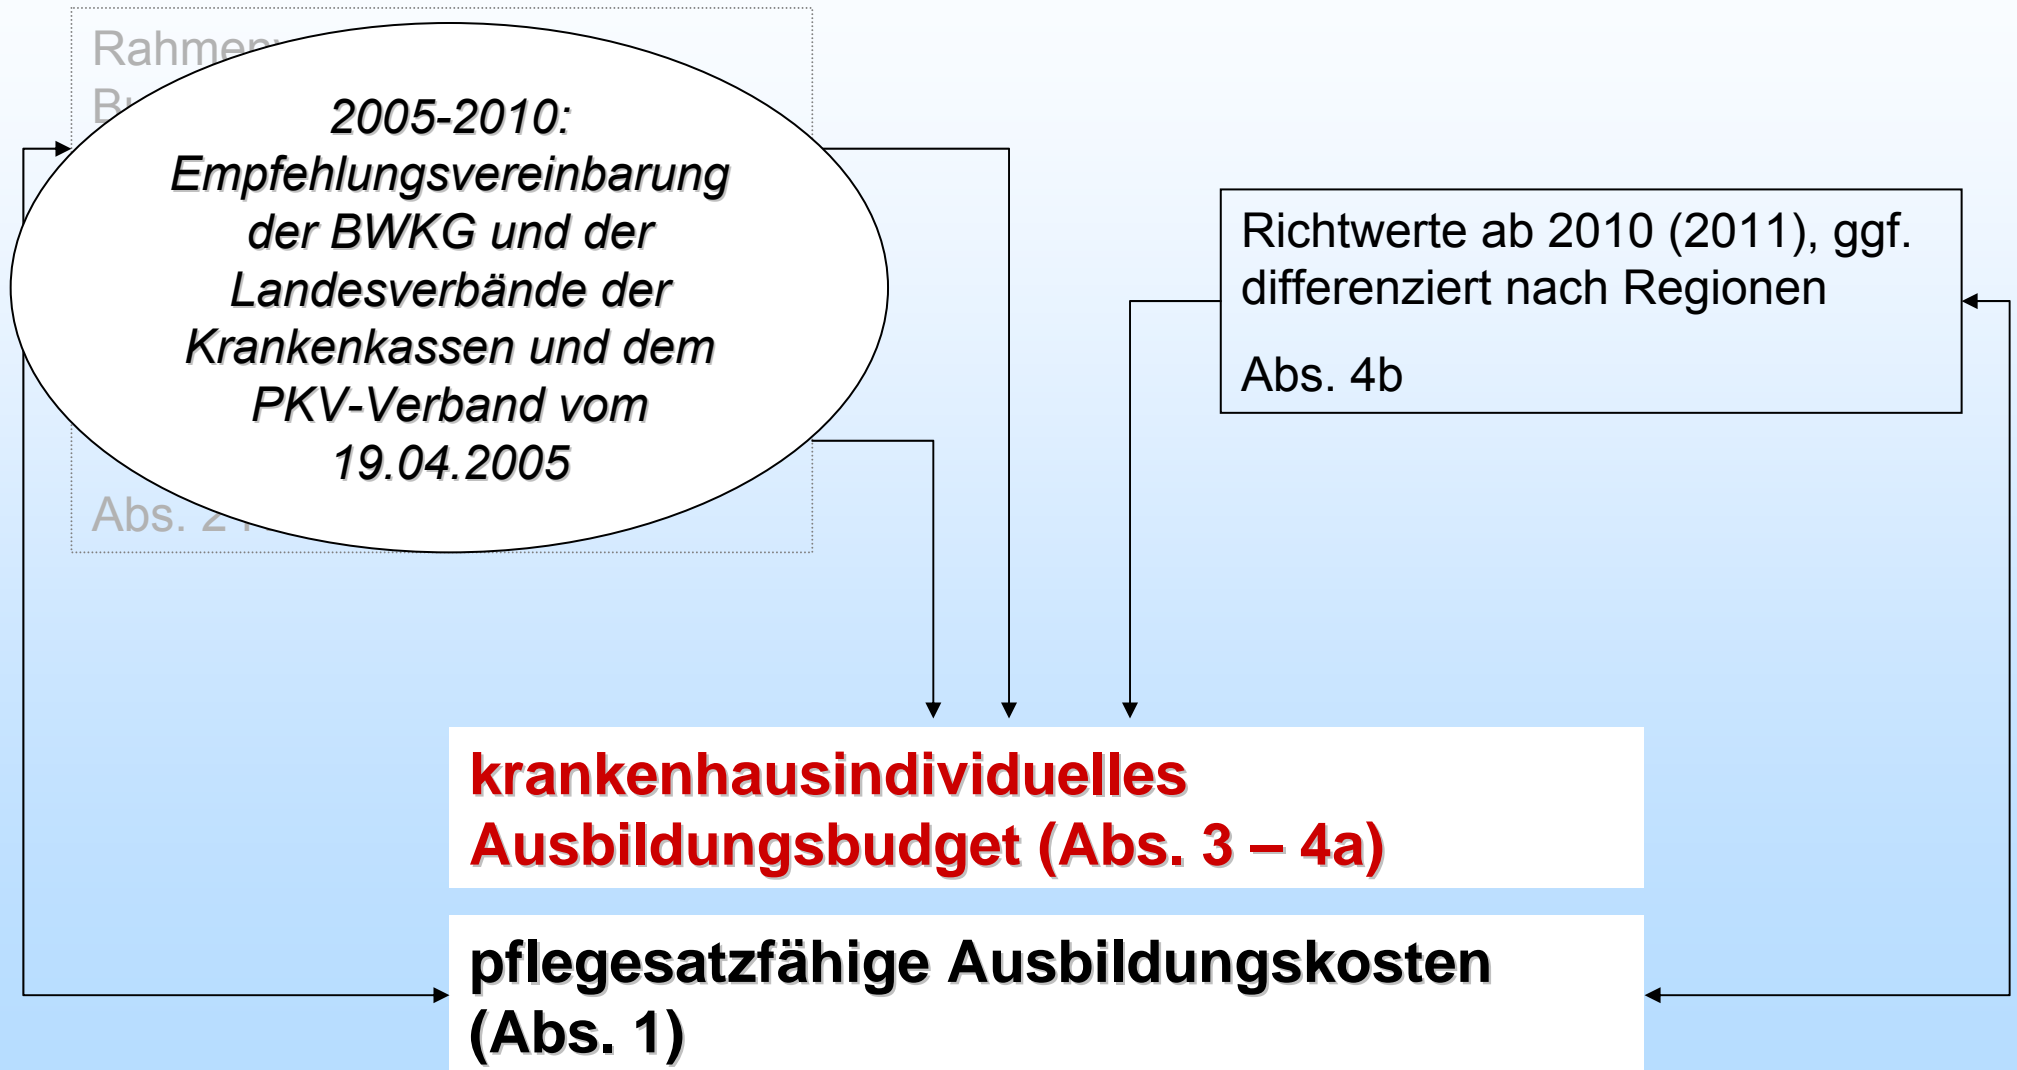 2005-2010:
Empfehlungsvereinbarung
der BWKG und der
Landesverbände der
Krankenkassen und dem
PKV-Verband vom
19.04.2005
Abs. 2
Richtwerte ab 2010 (2011), ggf.
differenziert nach Regionen
Abs. 4b
krankenhausindividuelles
Ausbildungsbudget (Abs. 3 – 4a)
pflegesatzfähige Ausbildungskosten
(Abs. 1)